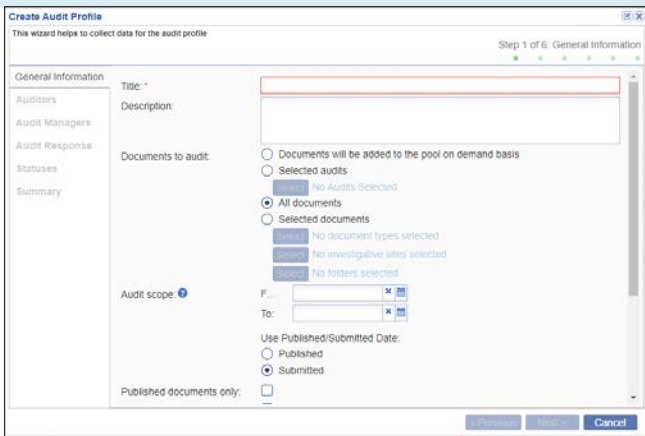 Create Audit Profile
This wizard helps to collect data for the audit profile
Step 1 of 6: General Information
General Information
Auditors
Audit Managers
Audit Response
Statuses
Summary
Title: *
Description:
Documents to audit:
Documents will be added to the pool on demand basis
Selected audits
Select No Audits Selected
All documents
Selected documents
Select No document types selected
Select No investigative sites selected
Select No folders selected
Audit scope: ?
F...
To:
Use Published/Submitted Date:
Published
Submitted
Published documents only:
« Previous Next » Cancel